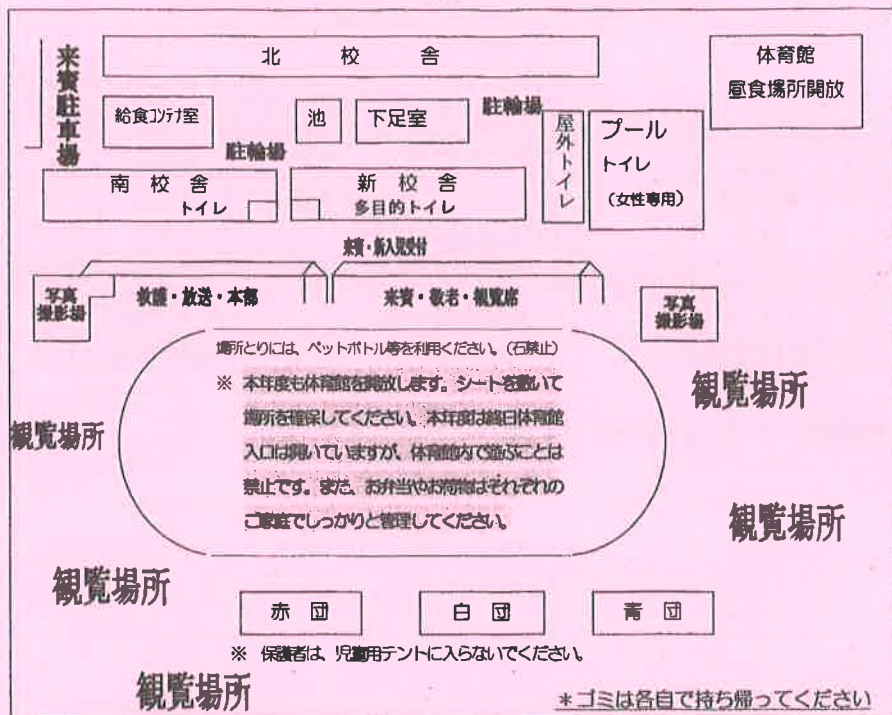 来賓駐車場
北校舎
体育館
昼食場所開放
給食コンテナ室
池
下足室
駐輪場
駐輪場
屋外トイレ
プール
トイレ
（女性専用）
南校舎
トイレ
新校舎
多目的トイレ
来賓・新入児受付
写真
撮影場
救護・放送・本部
来賓・敬老・観覧席
写真
撮影場
場所とりには、ペットボトル等を利用ください。（石禁止）
※ 本年度も体育館を開放します。シートを敷いて
場所を確保してください。本年度は終日体育館
入口は開いていますが、体育館内で遊ぶことは
禁止です。また、お弁当やお荷物はそれぞれの
ご家庭でしっかりと管理してください。
観覧場所
観覧場所
観覧場所
観覧場所
赤団
白団
青団
※ 保護者は、児童用テントに入らないでください。
観覧場所
＊ゴミは各自で持ち帰ってください